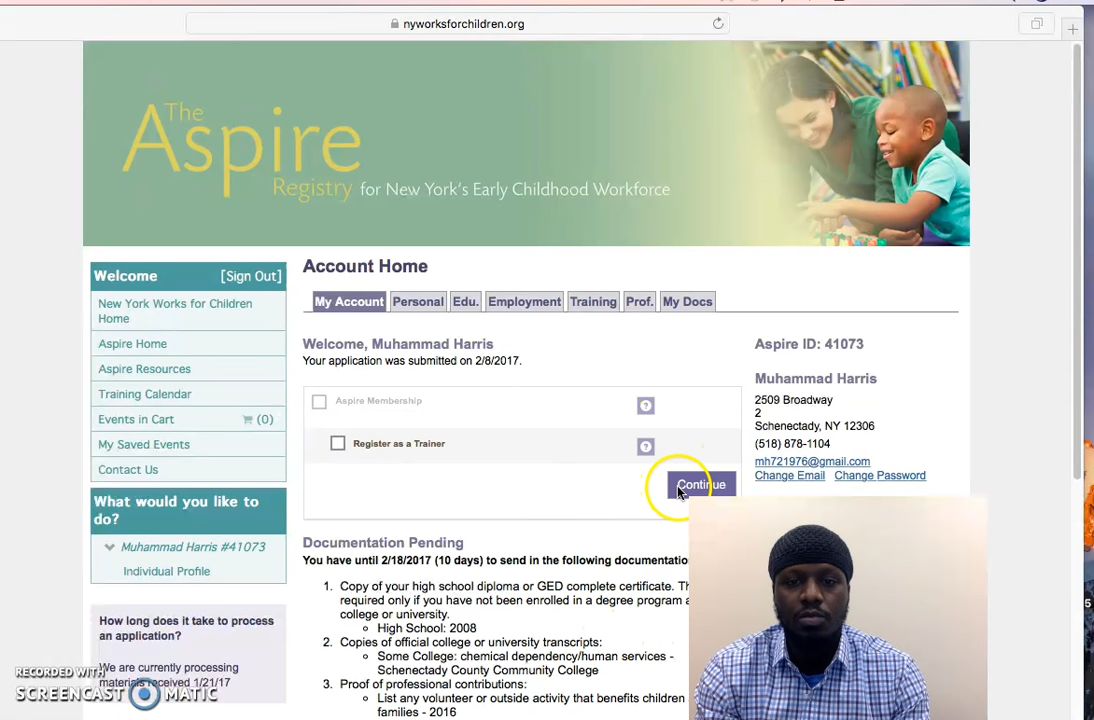 nyworksforchildren.org
The
Aspire
Registry for New York's Early Childhood Workforce
Welcome [Sign Out]
New York Works for Children
Home
Aspire Home
Aspire Resources
Training Calendar
Events in Cart (0)
My Saved Events
Contact Us
What would you like to
do?
Muhammad Harris #41073
Individual Profile
How long does it take to process
an application?
We are currently processing
materials received 1/21/17
Account Home
My Account Personal Edu. Employment Training Prof. My Docs
Welcome, Muhammad Harris
Your application was submitted on 2/8/2017.
Aspire Membership ?
Register as a Trainer ?
Continue
Documentation Pending
You have until 2/18/2017 (10 days) to send in the following
1. Copy of your high school diploma or GED complete certificate.
required only if you have not been enrolled in a degree program a
college or university.
High School: 2008
2. Copies of official college or university transcripts:
Some College: chemical dependency/human services -
Schenectady County Community College
3. Proof of professional contributions:
List any volunteer or outside activity that benefits children
families - 2016
Aspire ID: 41073
Muhammad Harris
2509 Broadway
2
Schenectady, NY 12306
(518) 878-1104
mh721976@gmail.com
Change Email Change Password
RECORDED WITH
SCREENCAST MATIC
5